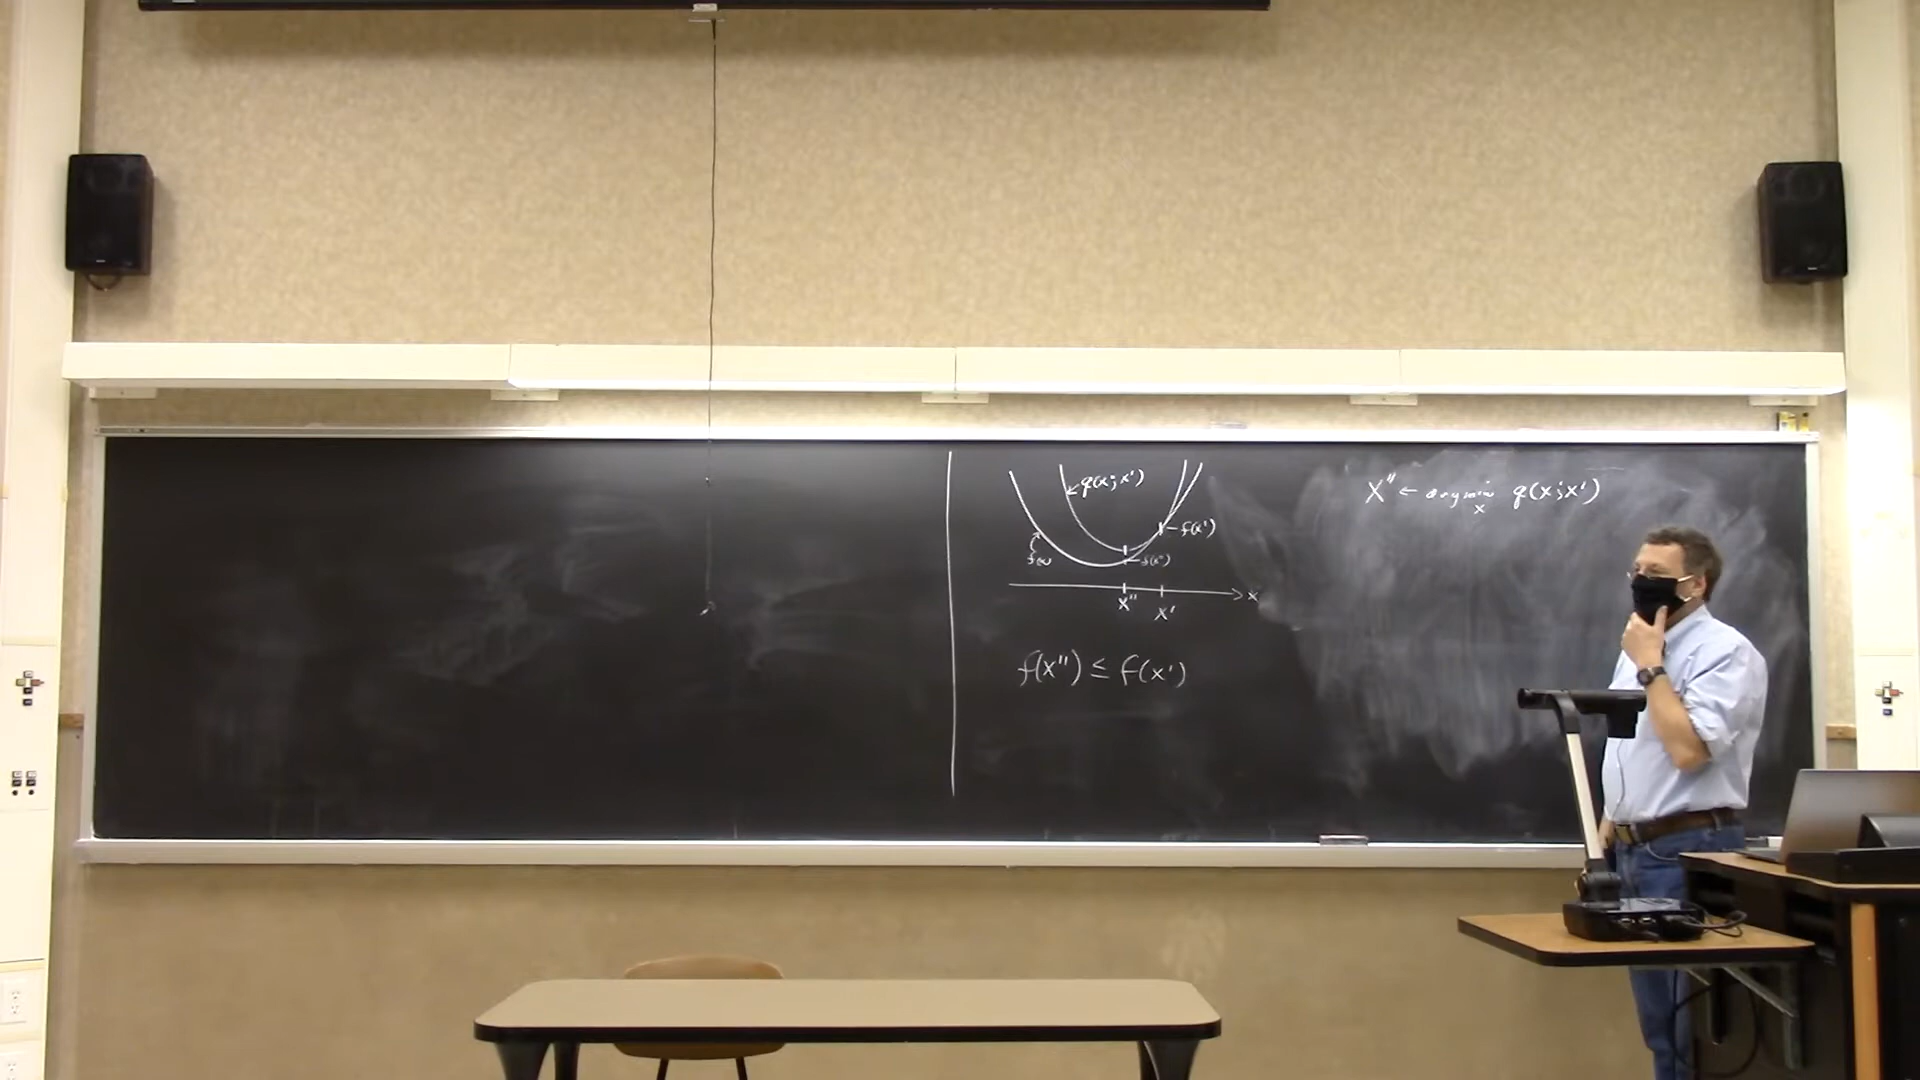 q(x;x')
f(x')
f(x)
f(x'')
x
x'' x'
f(x'') ≤ f(x')
X'' ← argmin q(x;x')
x